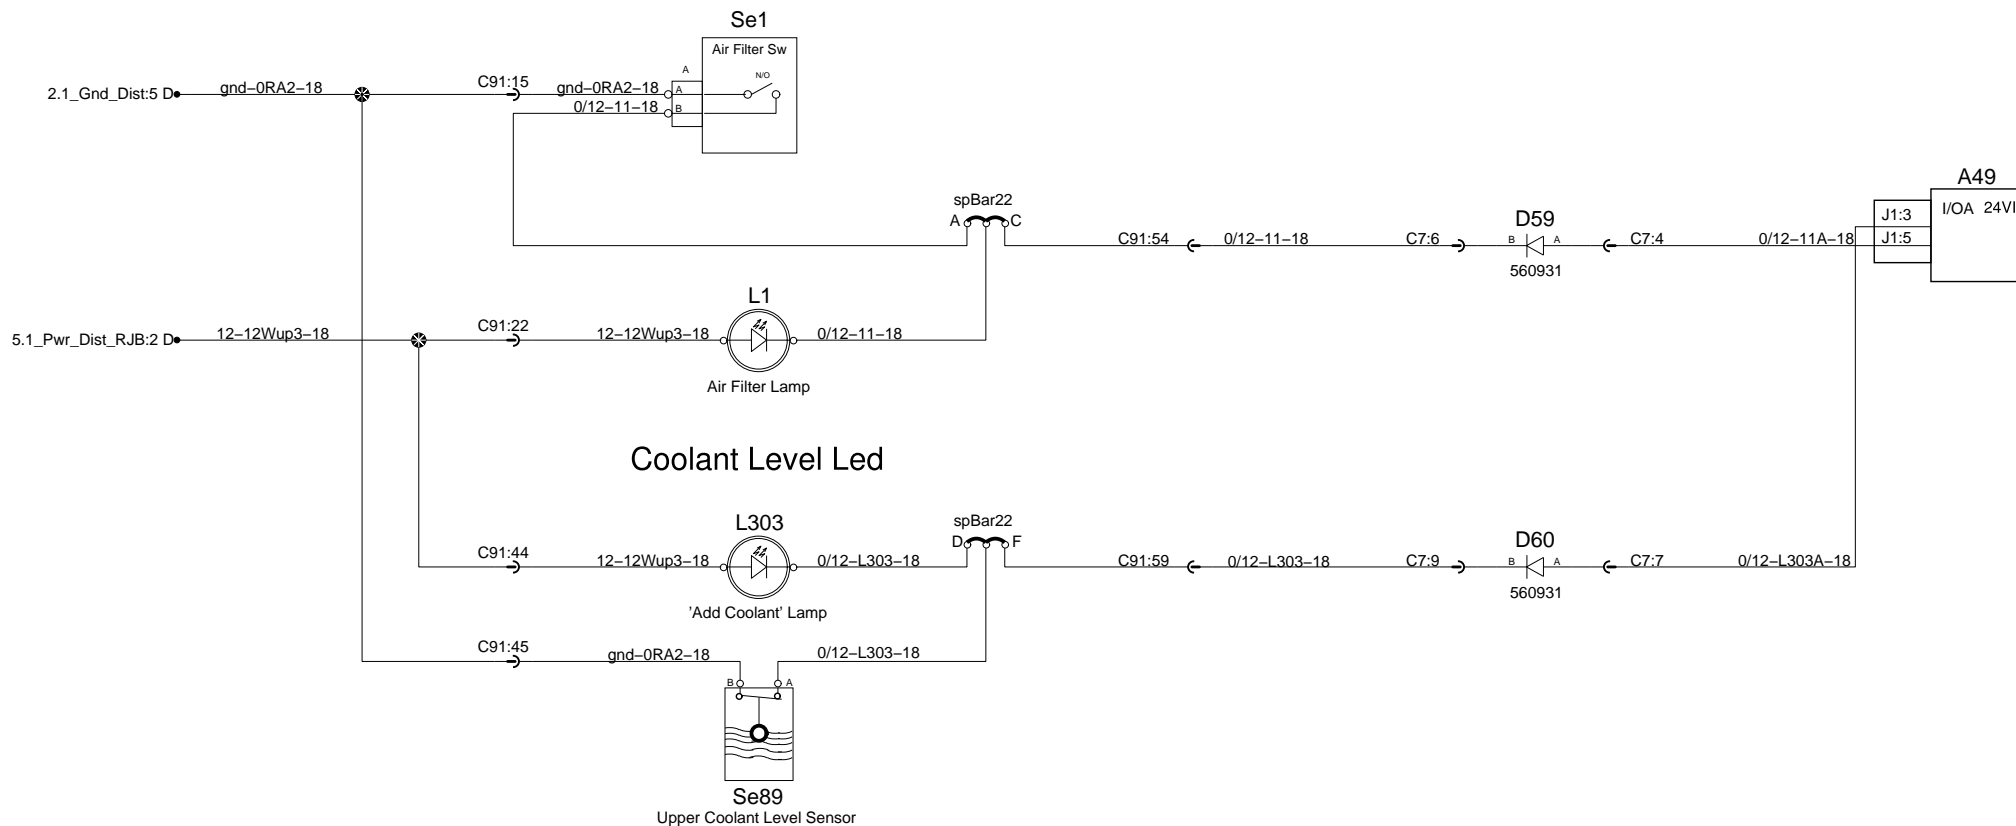 Se1
Air Filter Sw
N/O
A
2.1_Gnd_Dist:5 D
gnd-0RA2-18
C91:15
gnd-0RA2-18
A
0/12-11-18
B
spBar22
A
C
A49
I/OA 24VI
J1:3
J1:5
C91:54
0/12-11-18
C7:6
D59
B
A
560931
C7:4
0/12-11A-18
L1
5.1_Pwr_Dist_RJB:2 D
12-12Wup3-18
C91:22
12-12Wup3-18
0/12-11-18
Air Filter Lamp
Coolant Level Led
L303
C91:44
12-12Wup3-18
0/12-L303-18
'Add Coolant' Lamp
spBar22
D
F
C91:59
0/12-L303-18
C7:9
D60
B
A
560931
C7:7
0/12-L303A-18
C91:45
gnd-0RA2-18
0/12-L303-18
B
A
Se89
Upper Coolant Level Sensor